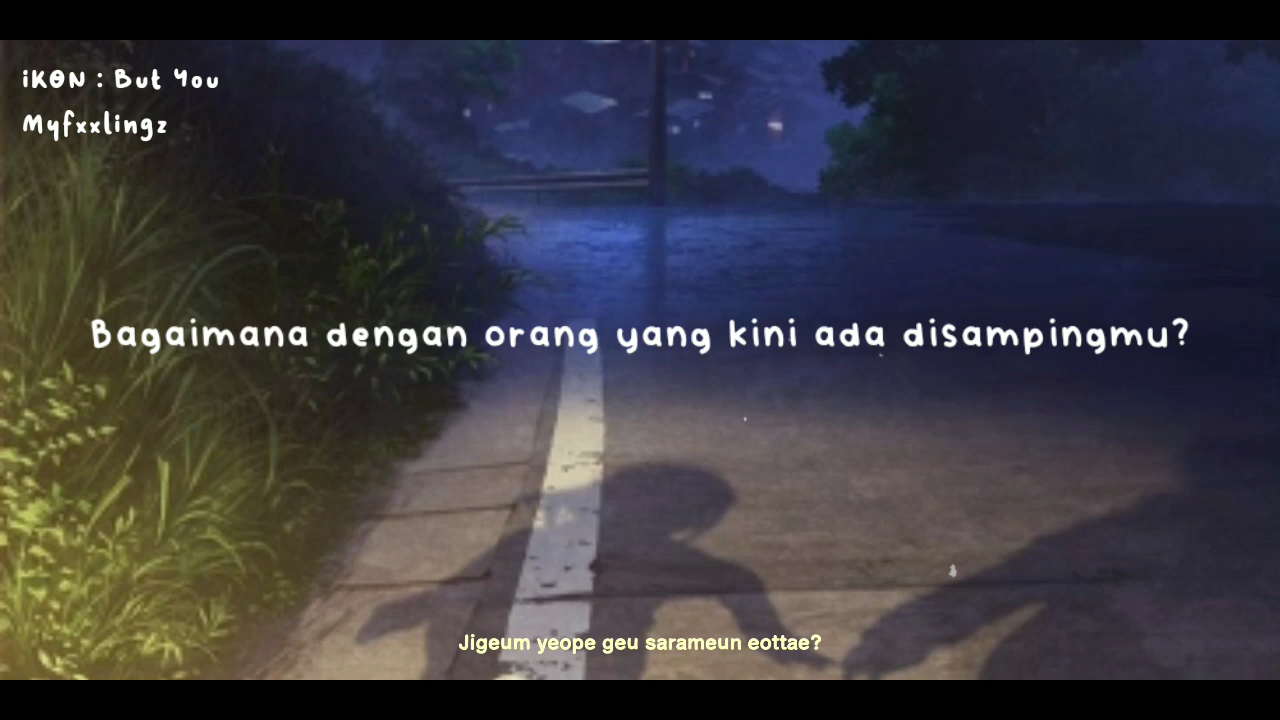 iKON : But You
Myfxxlingz
Bagaimana dengan orang yang kini ada disampingmu?
Jigeum yeope geu sarameun eottae?